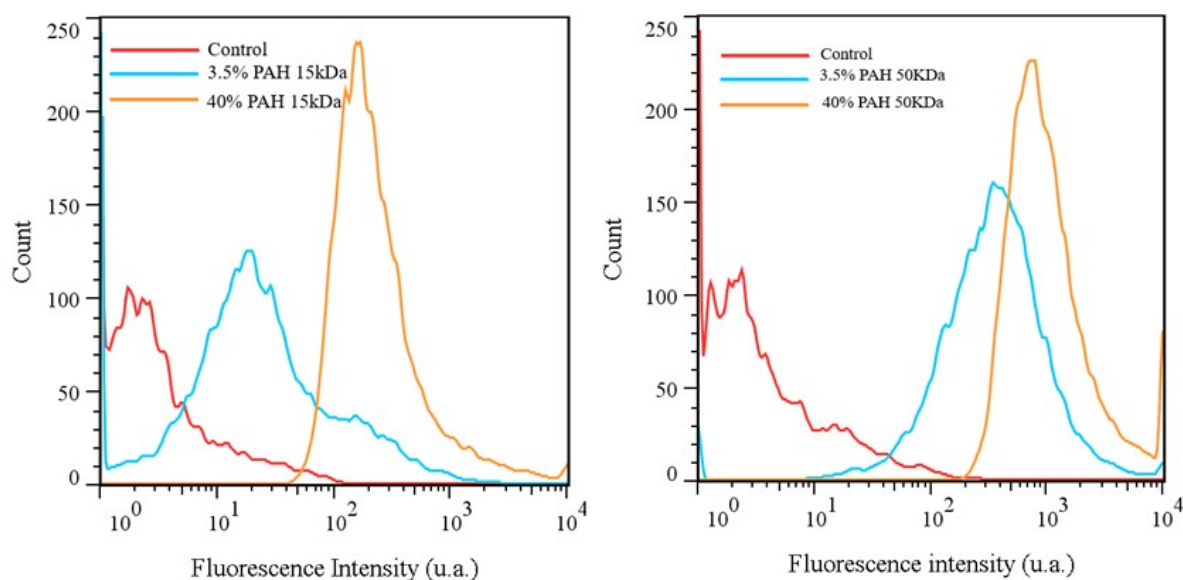 250
200
150
100
50
0
Count
Control
3.5% PAH 15kDa
40% PAH 15kDa
10^0
10^1
10^2
10^3
10^4
Fluorescence Intensity (u.a.)
250
200
150
100
50
0
Count
Control
3.5% PAH 50KDa
40% PAH 50KDa
10^0
10^1
10^2
10^3
10^4
Fluorescence intensity (u.a.)